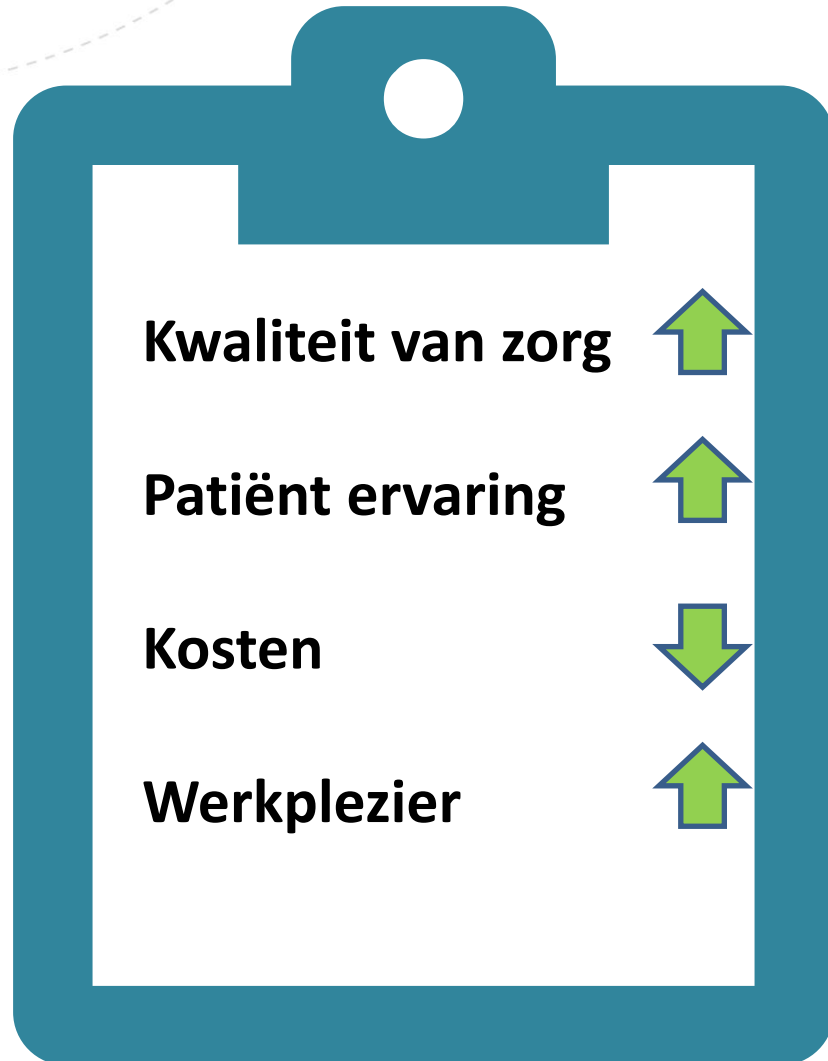 Kwaliteit van zorg
Patiënt ervaring
Kosten
Werkplezier